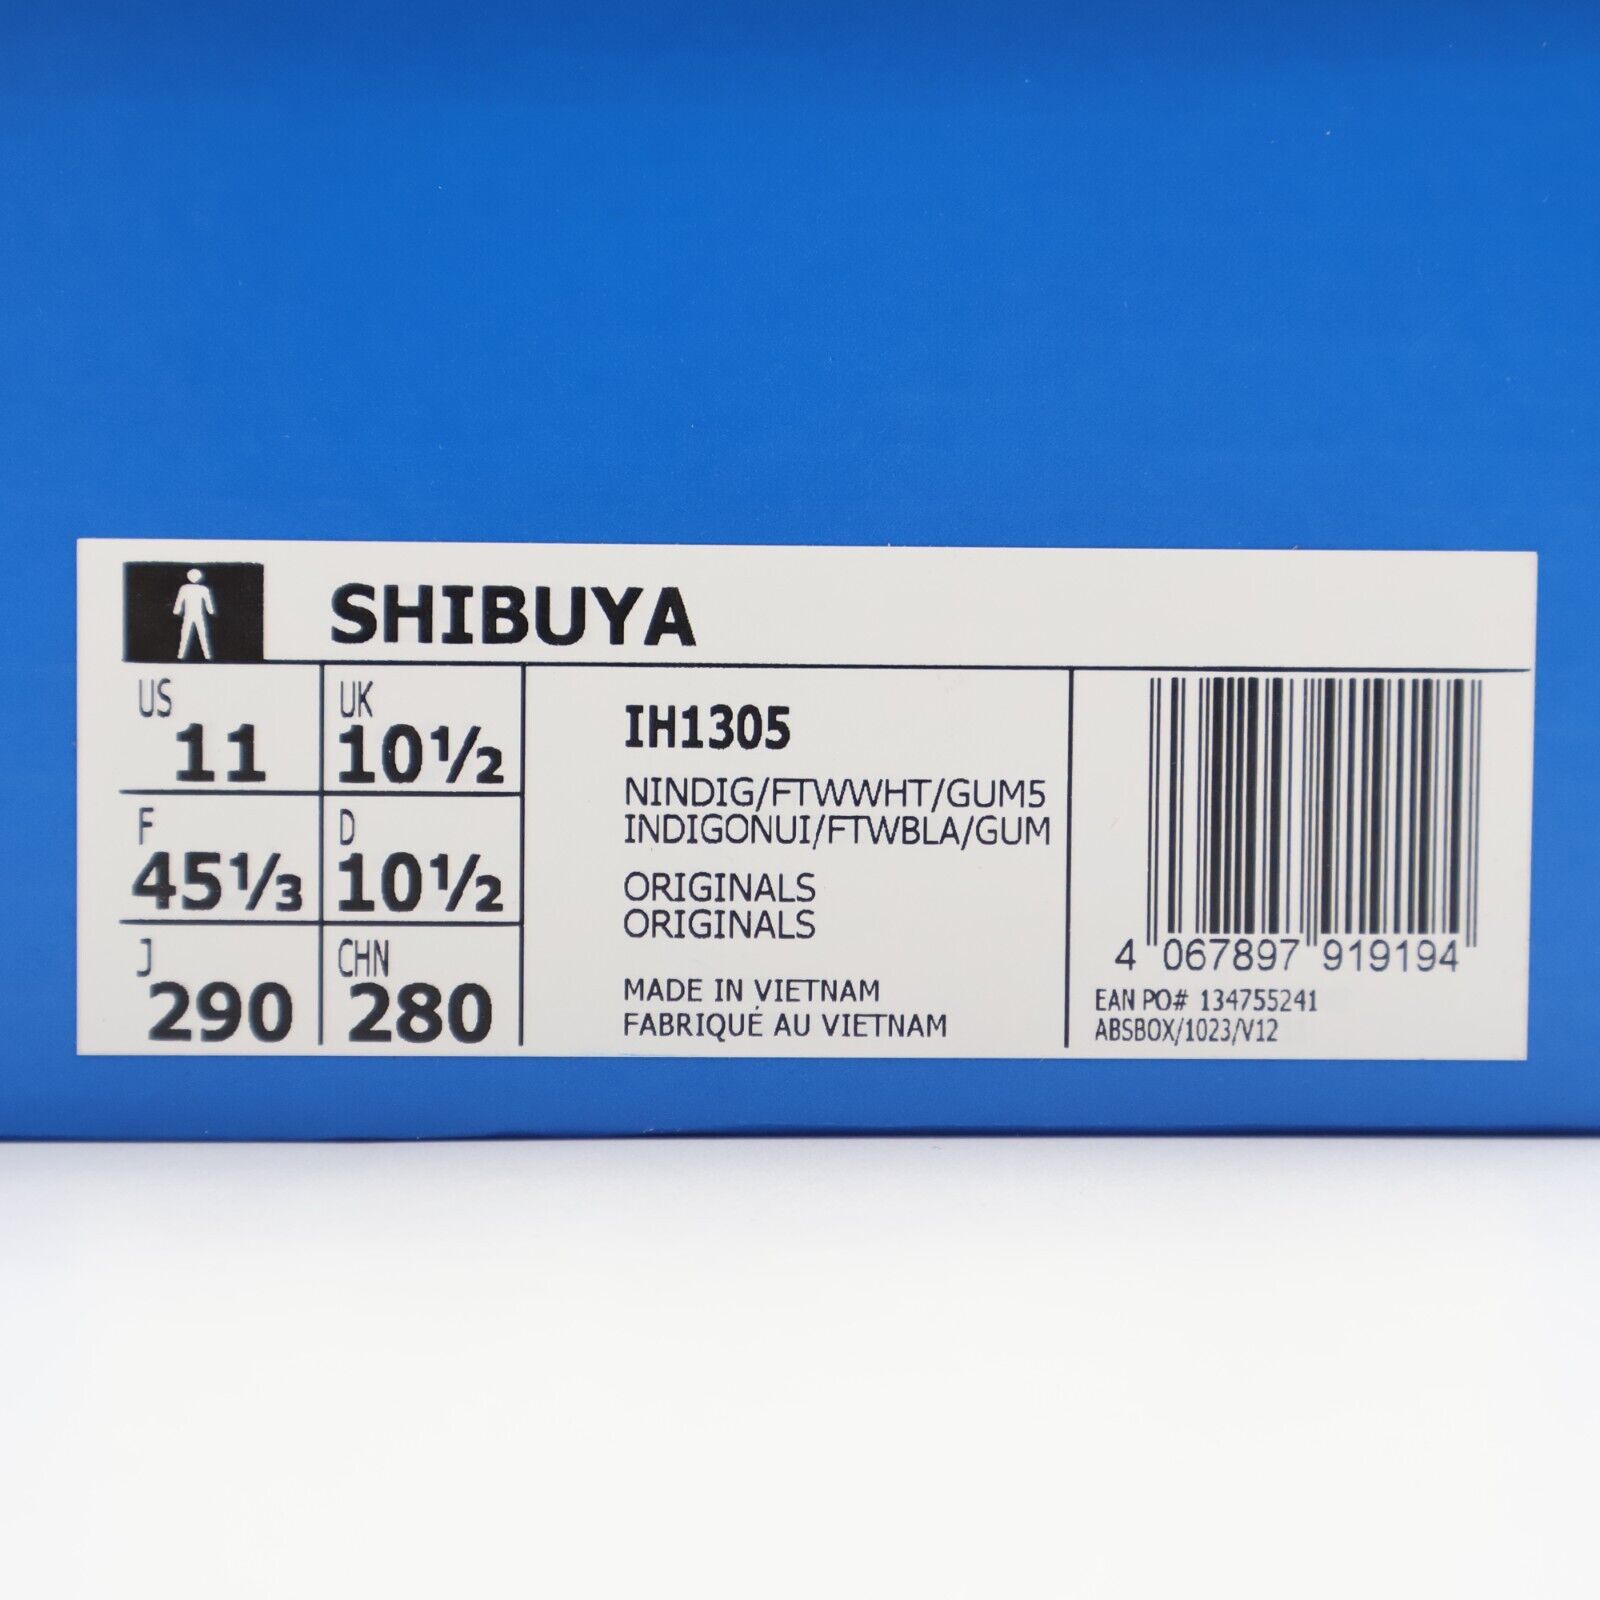 SHIBUYA
US
11
UK
10½
F
45⅓
D
10½
J
290
CHN
280
IH1305
NINDIG/FTWWHT/GUM5
INDIGONUI/FTWBLA/GUM
ORIGINALS
ORIGINALS
MADE IN VIETNAM
FABRIQUÉ AU VIETNAM
4 067897 919194
EAN PO# 134755241
ABSBOX/1023/V12